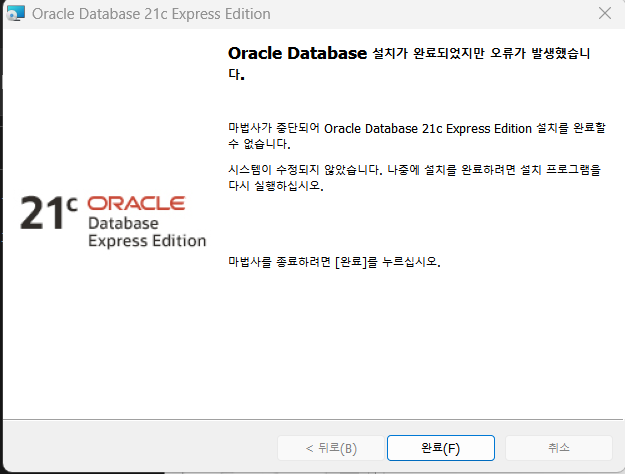 Oracle Database 21c Express Edition
Oracle Database 설치가 완료되었지만 오류가 발생했습니
다.
마법사가 중단되어 Oracle Database 21c Express Edition 설치를 완료할
수 없습니다.
시스템이 수정되지 않았습니다. 나중에 설치를 완료하려면 설치 프로그램을
다시 실행하십시오.
21c ORACLE
Database
Express Edition
마법사를 종료하려면 [완료]를 누르십시오.
< 뒤로(B)
완료(F)
취소